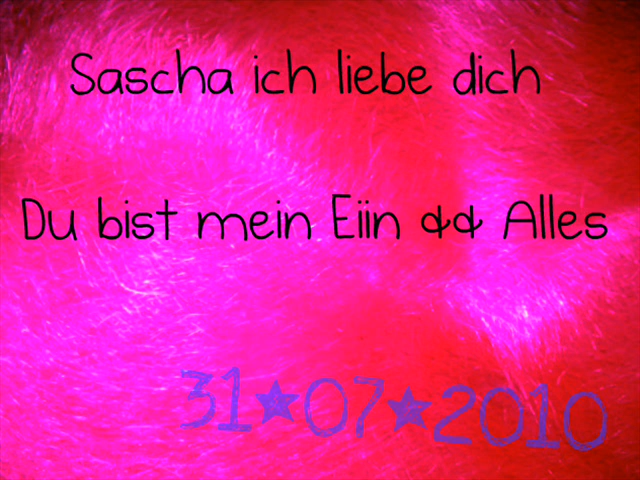 Sascha ich liebe dich
Du bist mein Eiin && Alles
31★07★2010